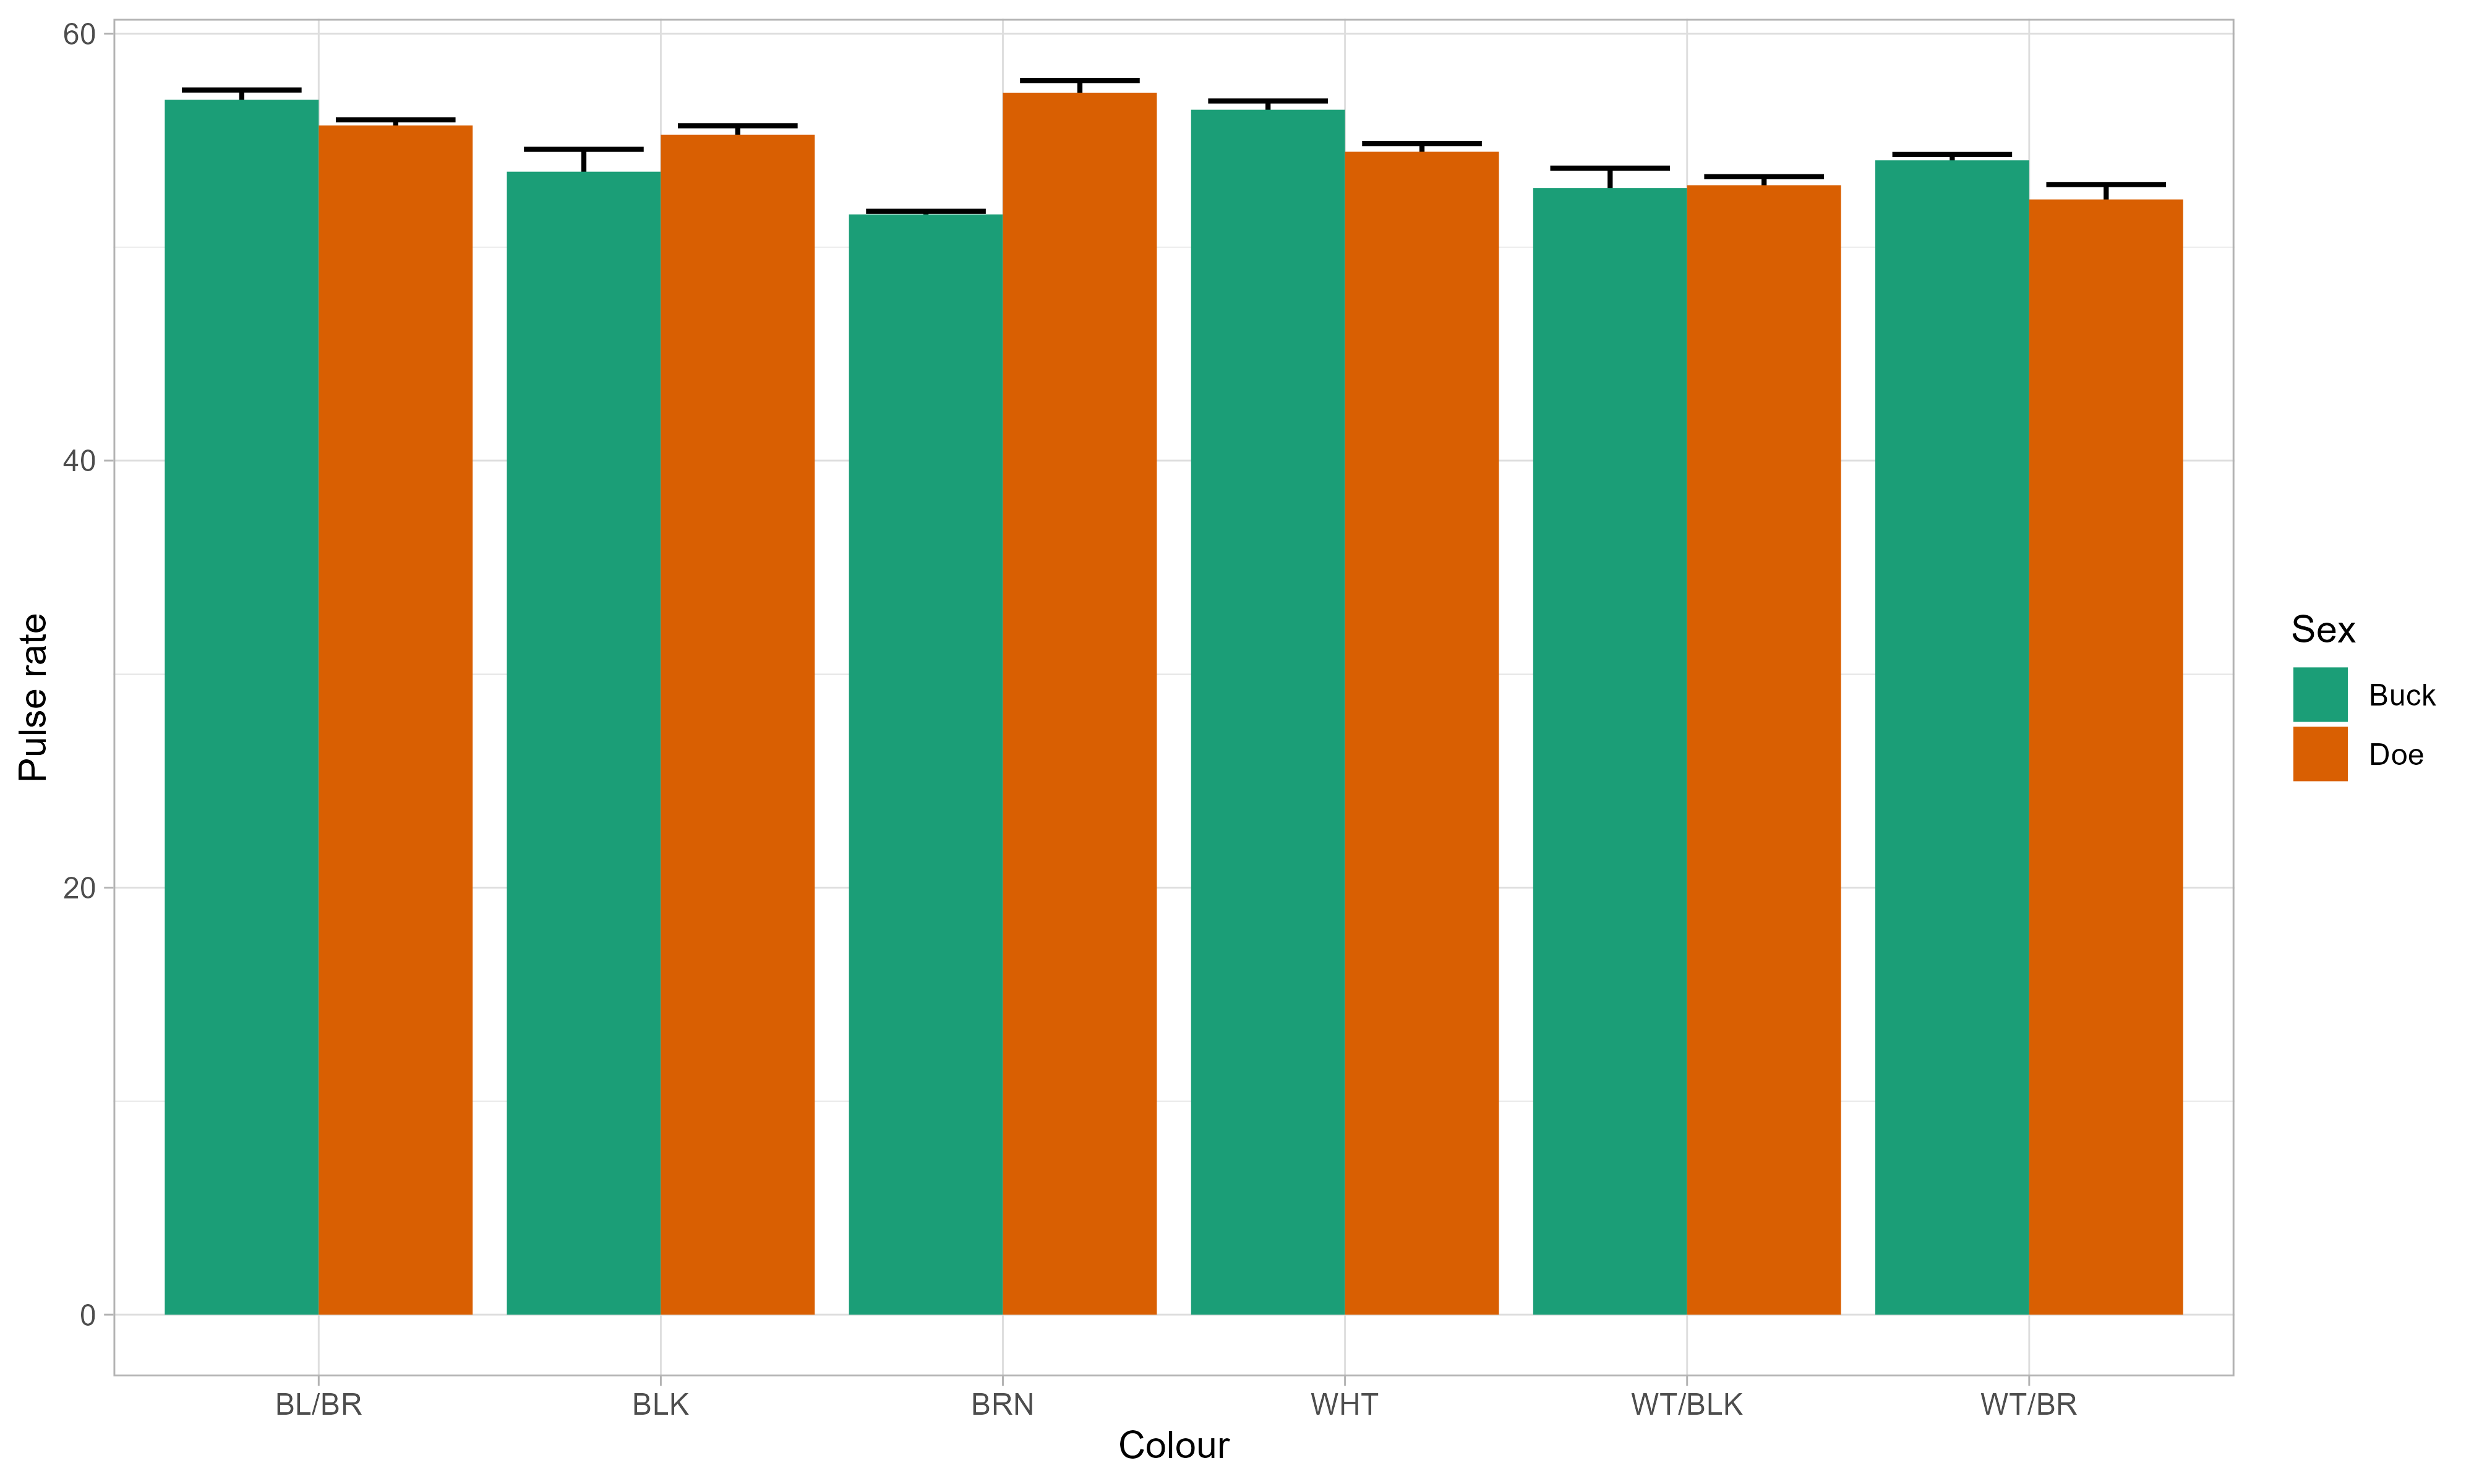 60
40
20
0
Pulse rate
BL/BR
BLK
BRN
WHT
WT/BLK
WT/BR
Colour
Sex
Buck
Doe